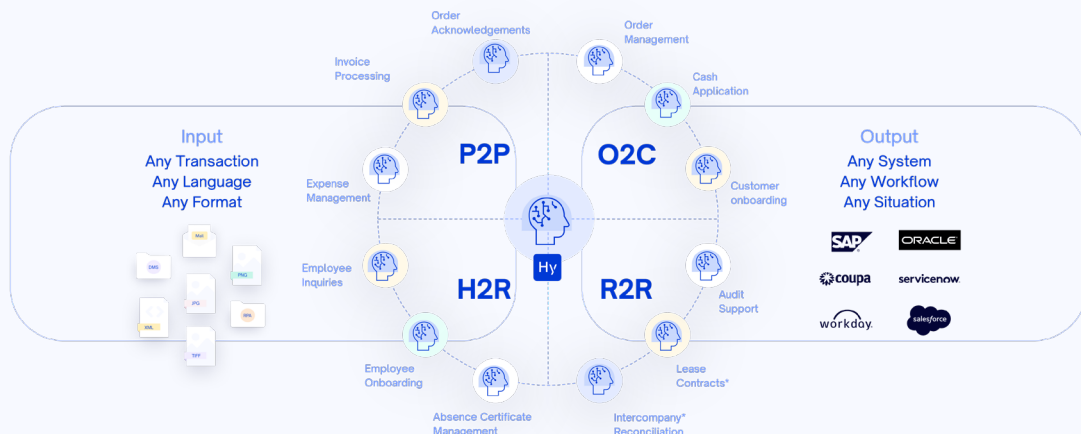 Order
Acknowledgements
Order
Management
Invoice
Processing
Cash
Application
Input
Any Transaction
Any Language
Any Format
P2P
O2C
Output
Any System
Any Workflow
Any Situation
Expense
Management
Customer
onboarding
Mail
DMS
PNG
JPG
XML
TIFF
Hy
SAP
ORACLE
coupa
servicenow
workday
salesforce
Employee
Inquiries
H2R
R2R
Audit
Support
Employee
Onboarding
Lease
Contracts*
Absence Certificate
Management
Intercompany*
Reconciliation